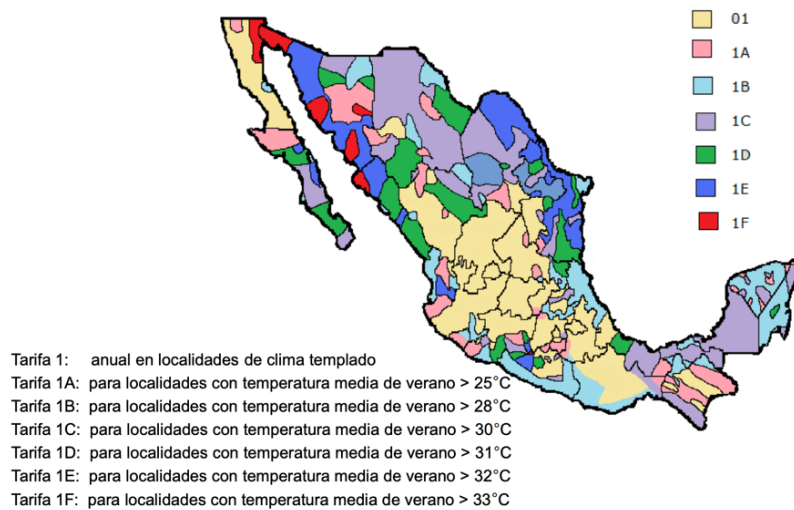 01
1A
1B
1C
1D
1E
1F
Tarifa 1: anual en localidades de clima templado
Tarifa 1A: para localidades con temperatura media de verano > 25°C
Tarifa 1B: para localidades con temperatura media de verano > 28°C
Tarifa 1C: para localidades con temperatura media de verano > 30°C
Tarifa 1D: para localidades con temperatura media de verano > 31°C
Tarifa 1E: para localidades con temperatura media de verano > 32°C
Tarifa 1F: para localidades con temperatura media de verano > 33°C